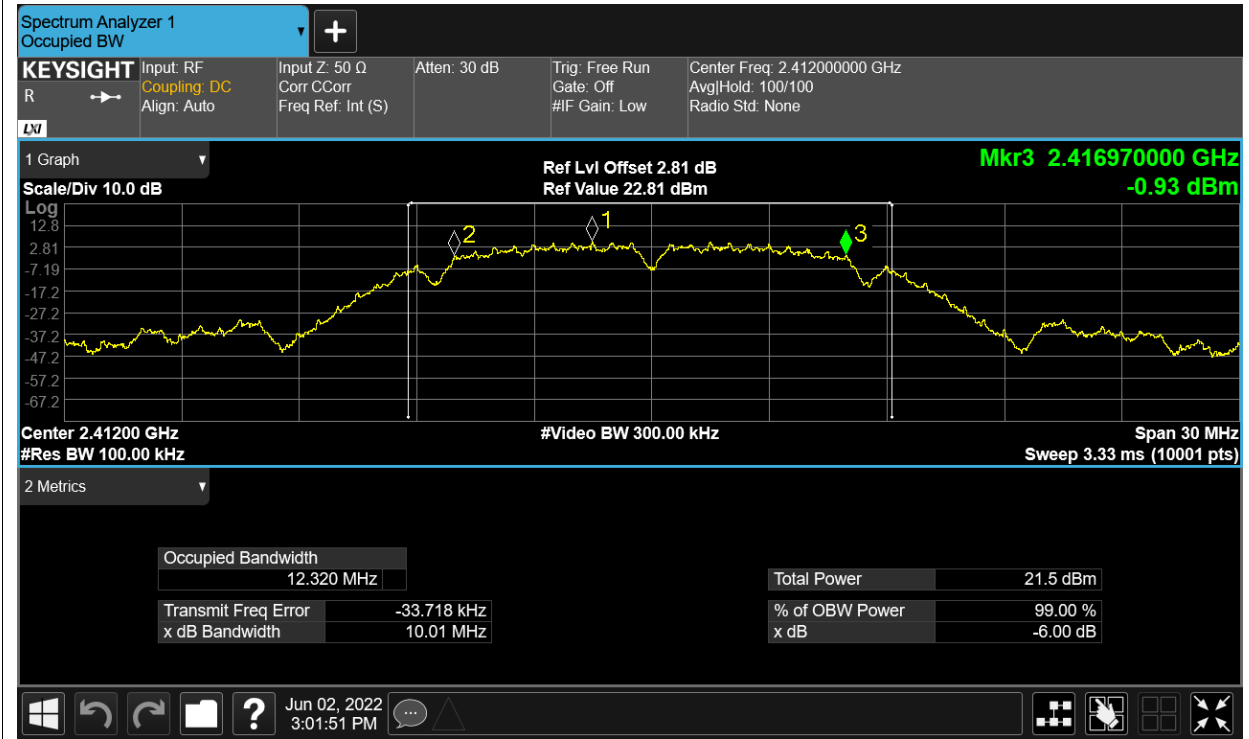 Spectrum Analyzer 1
Occupied BW
KEYSIGHT
R
LXI
Input: RF
Coupling: DC
Align: Auto
Input Z: 50 Ω
Corr CCorr
Freq Ref: Int (S)
Atten: 30 dB
Trig: Free Run
Gate: Off
#IF Gain: Low
Center Freq: 2.412000000 GHz
Avg|Hold: 100/100
Radio Std: None
1 Graph
Scale/Div 10.0 dB
Ref Lvl Offset 2.81 dB
Ref Value 22.81 dBm
Mkr3 2.416970000 GHz
-0.93 dBm
Log
12.8
2.81
-7.19
-17.2
-27.2
-37.2
-47.2
-57.2
-67.2
2
1
3
Center 2.41200 GHz
#Video BW 300.00 kHz
Span 30 MHz
#Res BW 100.00 kHz
Sweep 3.33 ms (10001 pts)
2 Metrics
Occupied Bandwidth
12.320 MHz
Transmit Freq Error -33.718 kHz
x dB Bandwidth 10.01 MHz
Total Power 21.5 dBm
% of OBW Power 99.00 %
x dB -6.00 dB
?
Jun 02, 2022
3:01:51 PM